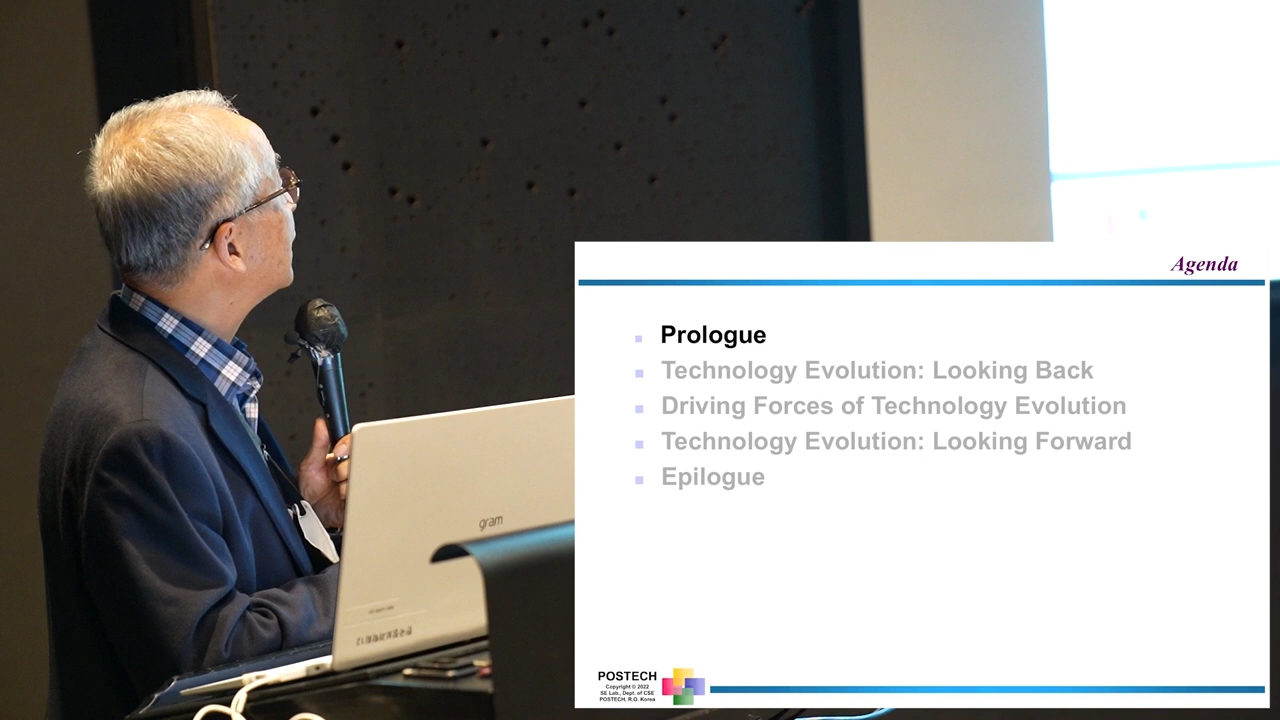 Agenda
Prologue
Technology Evolution: Looking Back
Driving Forces of Technology Evolution
Technology Evolution: Looking Forward
Epilogue
gram
POSTECH
Copyright © 2022
SE Lab., Dept. of CSE
POSTECH, R.O. Korea